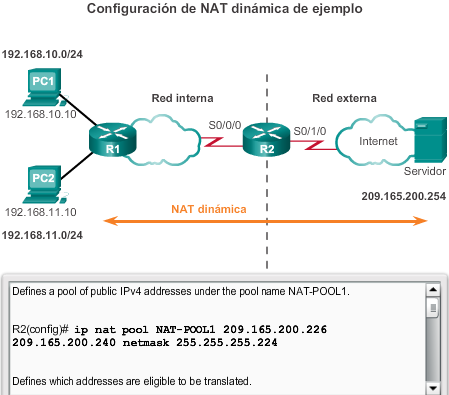 Configuración de NAT dinámica de ejemplo
192.168.10.0/24
PC1
192.168.10.10
Red interna
Red externa
S0/0/0
S0/1/0
R1
R2
Internet
Servidor
PC2
192.168.11.10
209.165.200.254
NAT dinámica
192.168.11.0/24
Defines a pool of public IPv4 addresses under the pool name NAT-POOL1.
R2(config)# ip nat pool NAT-POOL1 209.165.200.226
209.165.200.240 netmask 255.255.255.224
Defines which addresses are eligible to be translated.